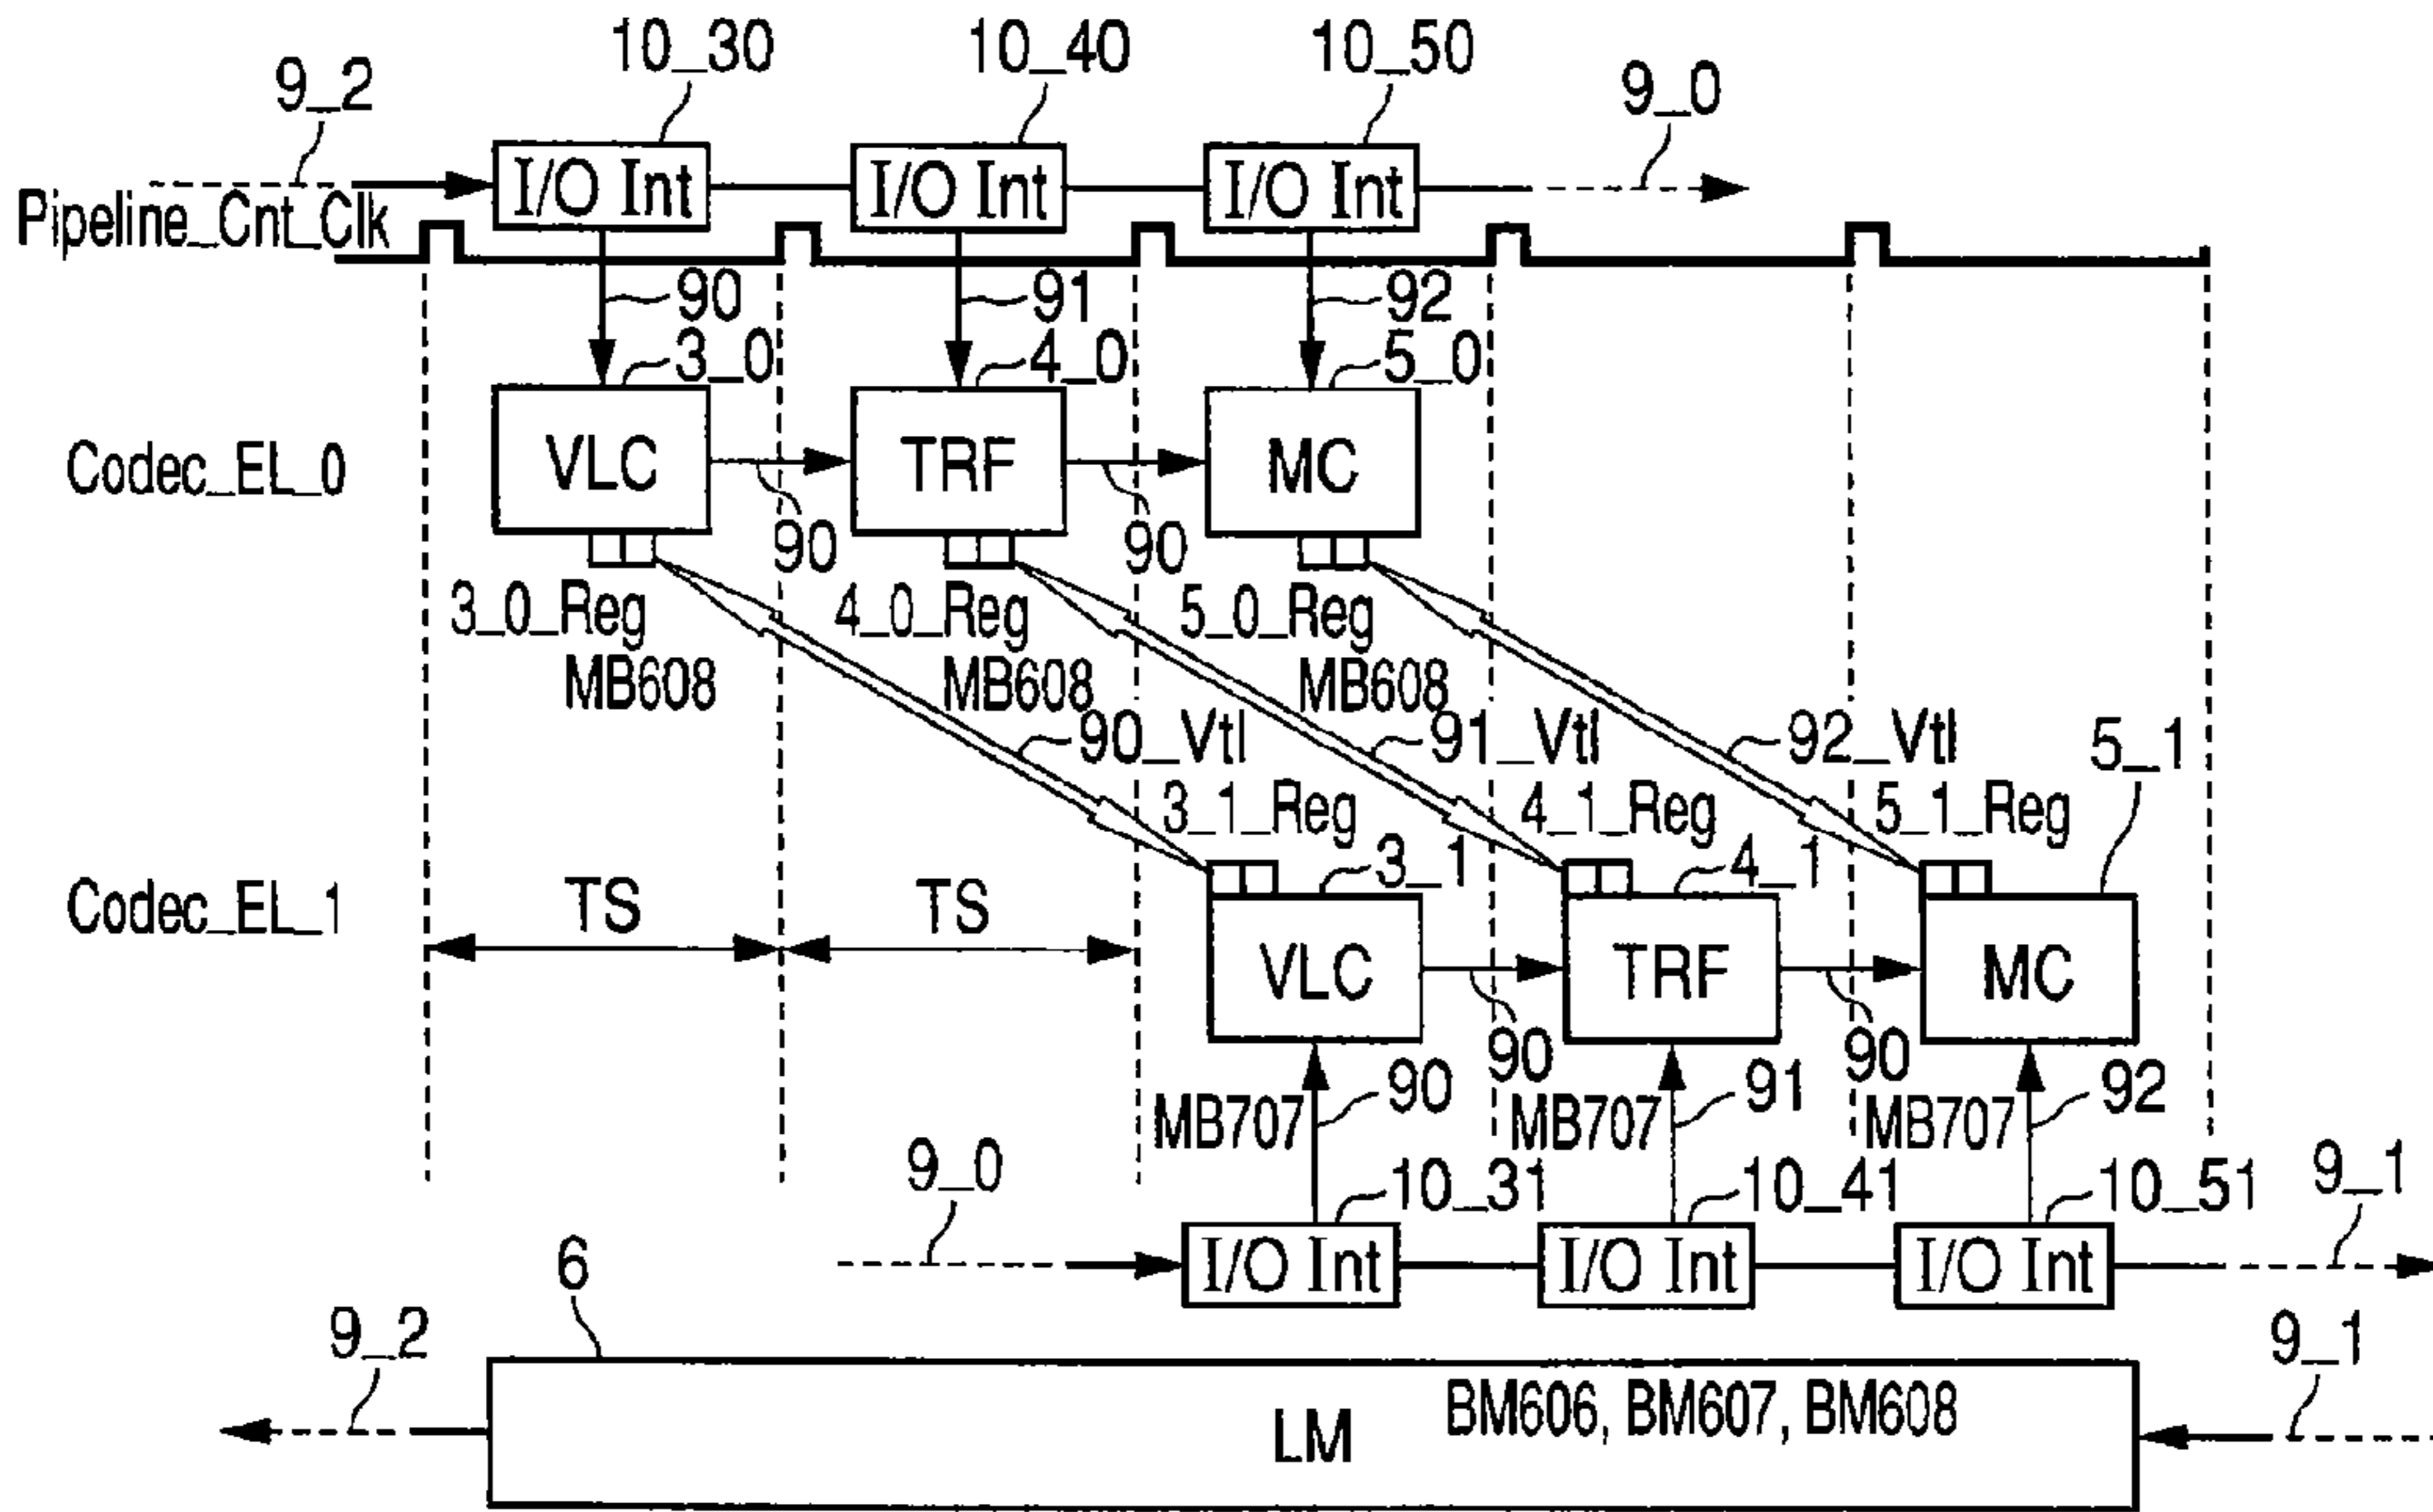 10_30 10_40 10_50
9_2 9_0
I/O Int I/O Int I/O Int
Pipeline_Cnt_Clk
90 91 92
3_0 4_0 5_0
Codec_EL_0 VLC TRF MC
90 90
3_0_Reg 4_0_Reg 5_0_Reg
MB608 MB608 MB608
90_Vtl 91_Vtl 92_Vtl 5_1
3_1_Reg 4_1_Reg 5_1_Reg
3_1 4_1
Codec_EL_1 TS TS
VLC TRF MC
90 90
MB707 90 MB707 91 MB707 92
9_0 10_31 10_41 10_51 9_1
I/O Int I/O Int I/O Int
6
9_2 9_1
LM BM606, BM607, BM608